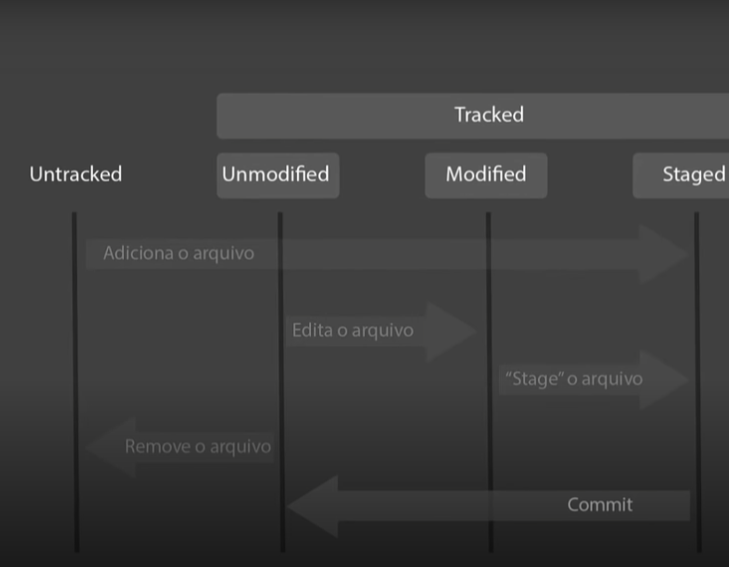 Tracked
Untracked
Unmodified
Modified
Staged
Adiciona o arquivo
Edita o arquivo
“Stage” o arquivo
Remove o arquivo
Commit